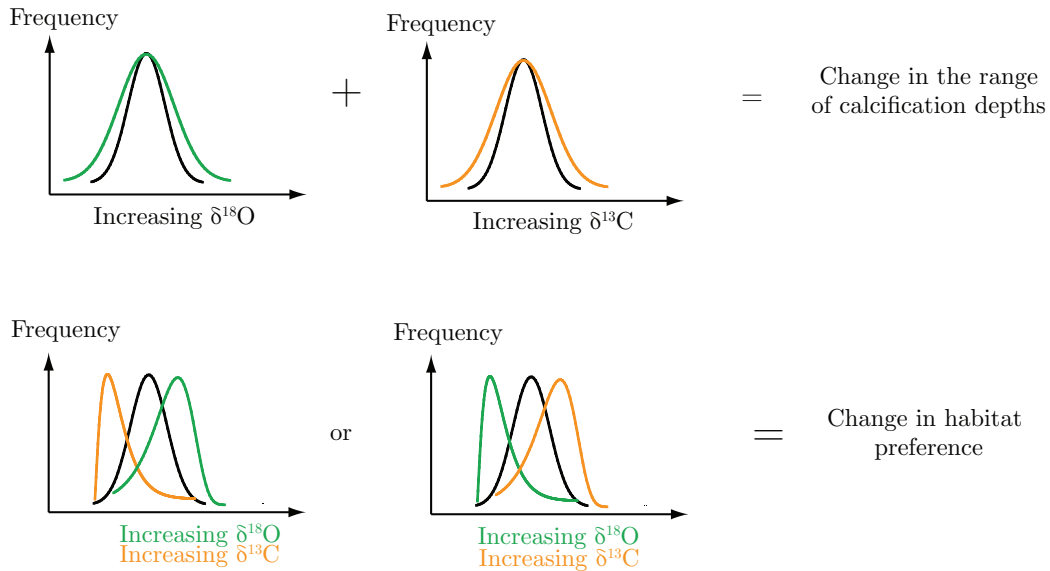 Frequency
Frequency
+
=
Change in the range
of calcification depths
Increasing δ¹⁸O
Increasing δ¹³C
Frequency
Frequency
or
=
Change in habitat
preference
Increasing δ¹⁸O
Increasing δ¹³C
Increasing δ¹⁸O
Increasing δ¹³C